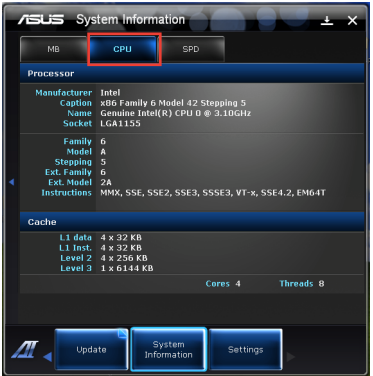 ASUS System Information
MB CPU SPD
Processor
Manufacturer Intel
Caption x86 Family 6 Model 42 Stepping 5
Name Genuine Intel(R) CPU 0 @ 3.10GHz
Socket LGA1155
Family 6
Model A
Stepping 5
Ext. Family 6
Ext. Model 2A
Instructions MMX, SSE, SSE2, SSE3, SSSE3, VT-x, SSE4.2, EM64T
Cache
L1 data 4 x 32 KB
L1 Inst. 4 x 32 KB
Level 2 4 x 256 KB
Level 3 1 x 6144 KB
Cores 4 Threads 8
Update
System
Information
Settings